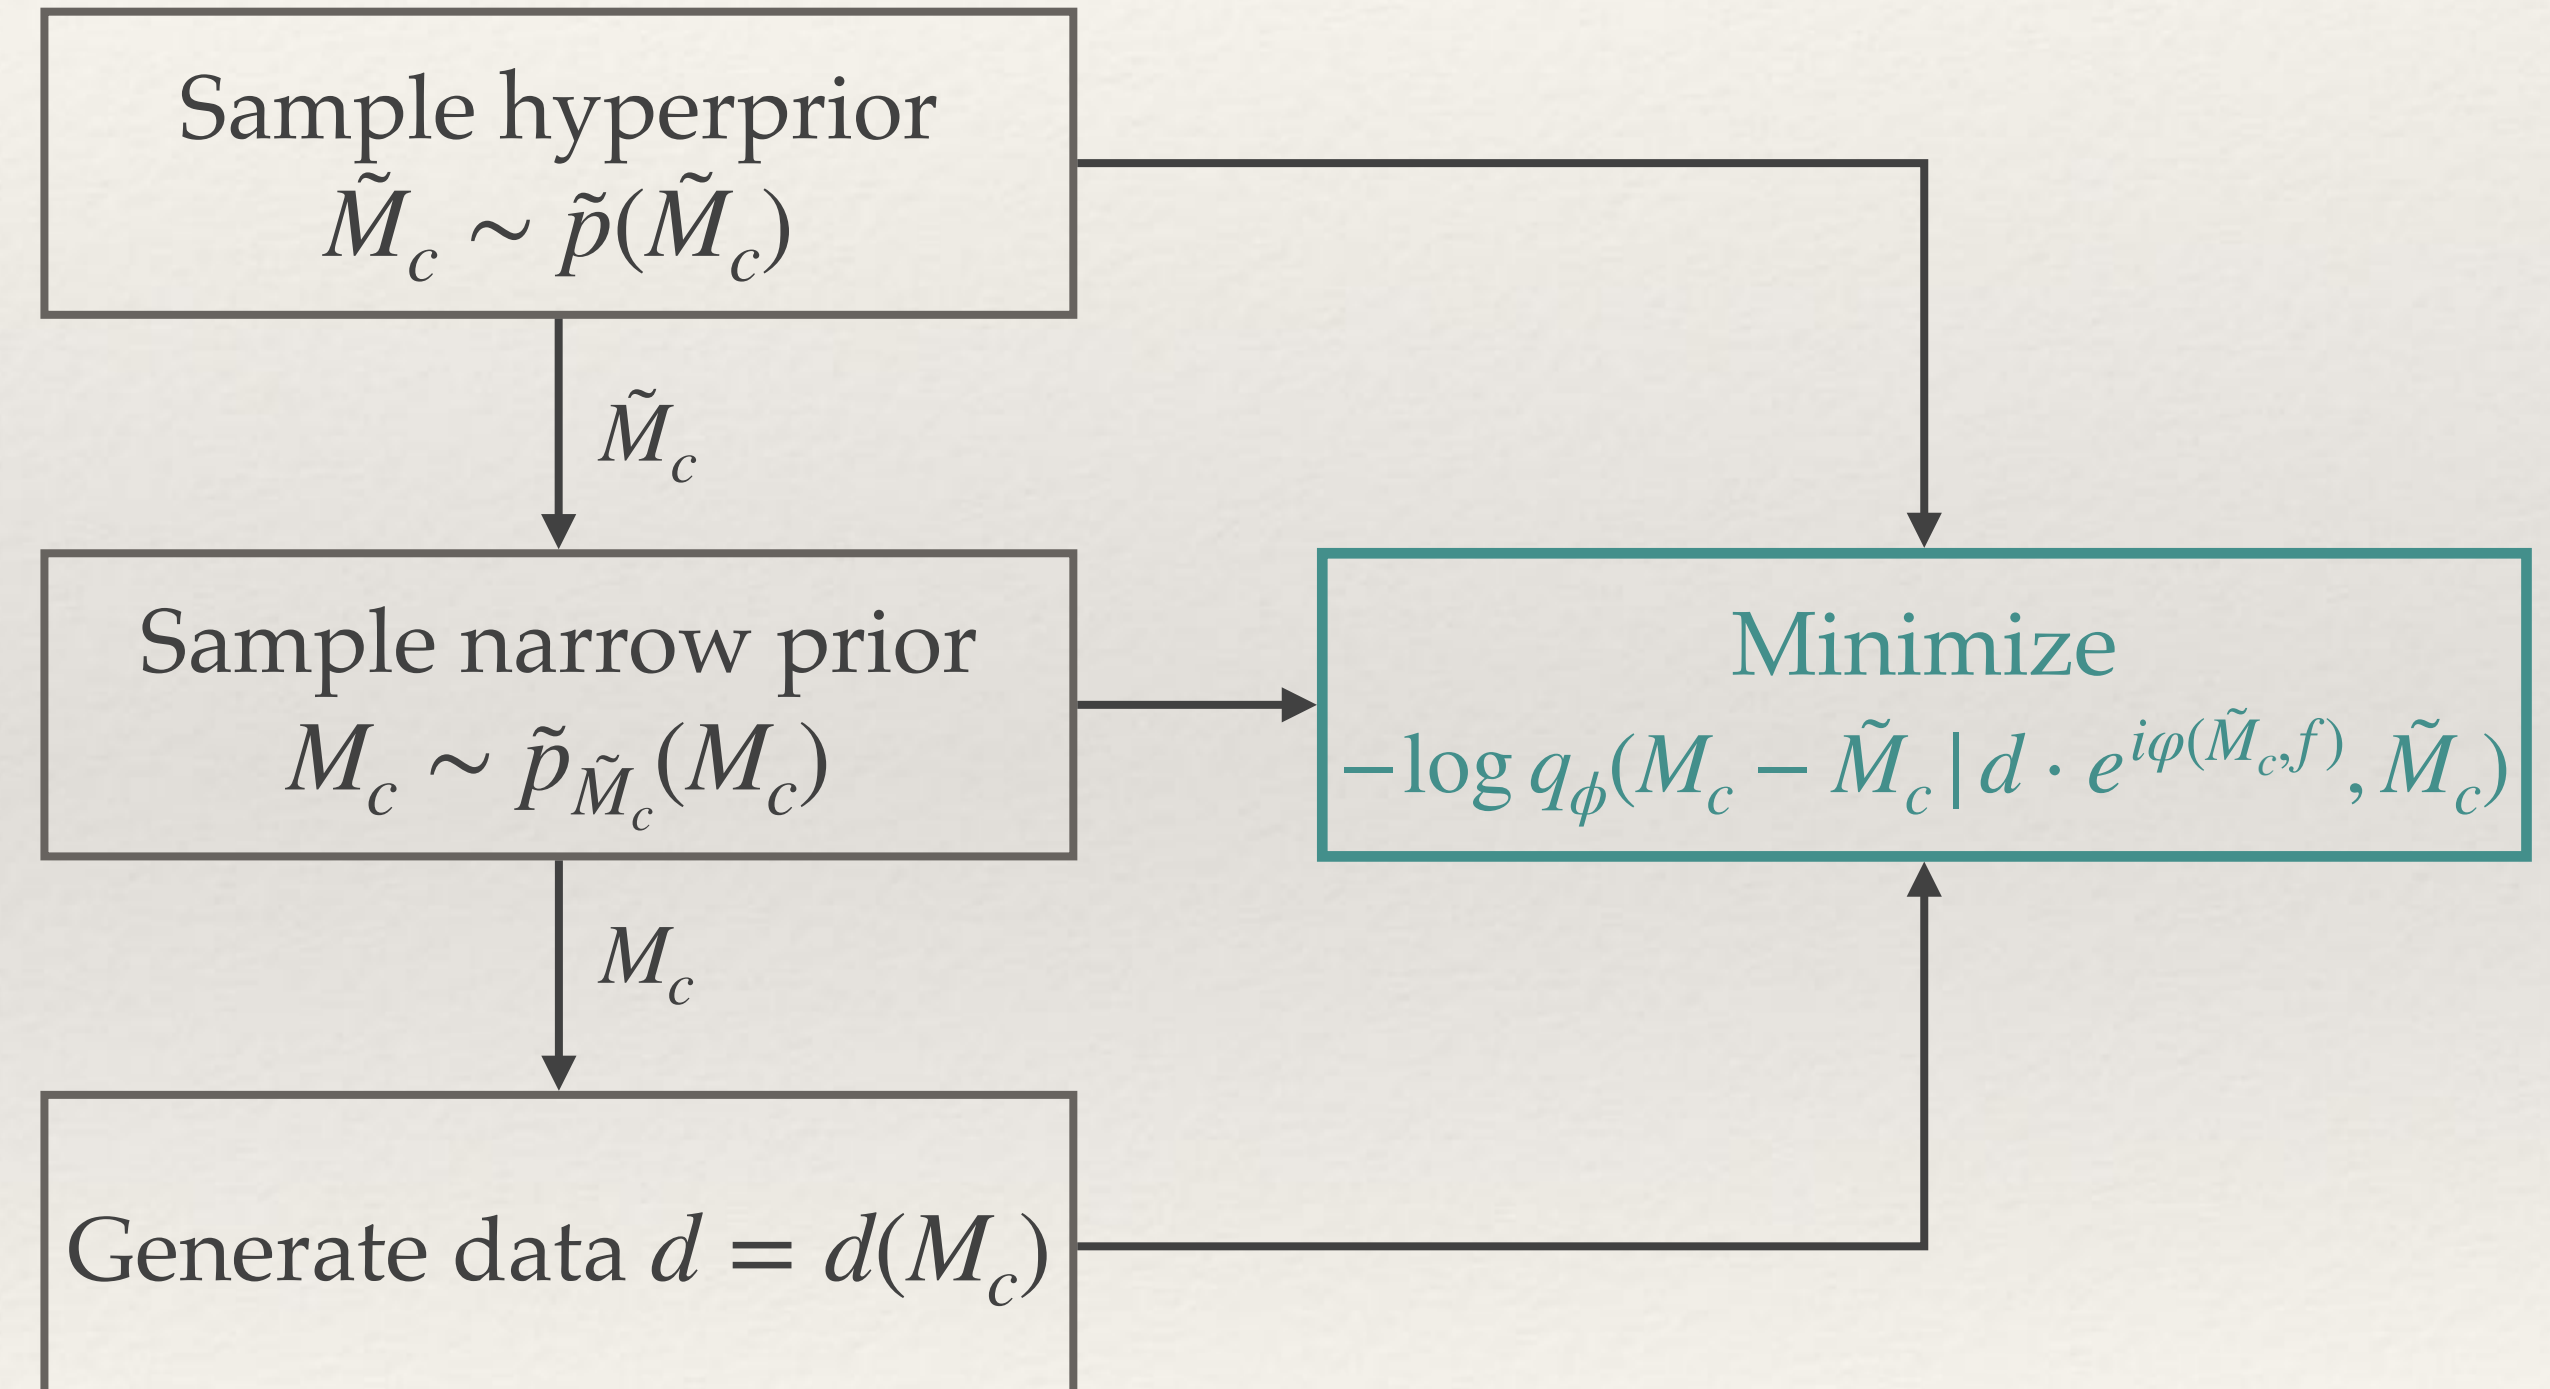 Sample hyperprior
M̃_c ∼ p̃(M̃_c)
M̃_c
Sample narrow prior
M_c ∼ p̃_{M̃_c}(M_c)
Minimize
−log q_ϕ(M_c − M̃_c | d · e^{iφ(M̃_c, f)}, M̃_c)
M_c
Generate data d = d(M_c)